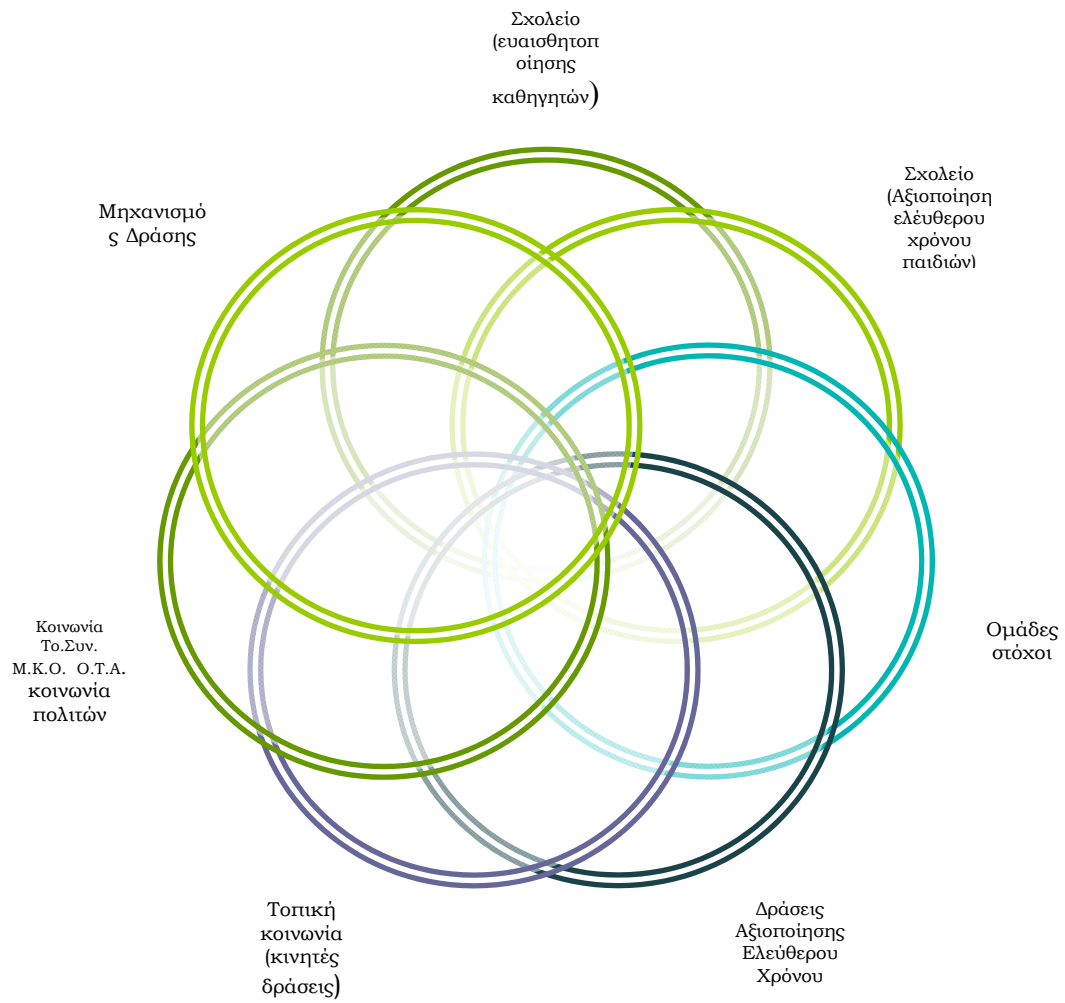 Σχολείο
(ευαισθητοπ
οίησης
καθηγητών)
Σχολείο
(Αξιοποίηση
ελέυθερου
χρόνου
παιδιών)
Μηχανισμό
ς Δράσης
Ομάδες
στόχοι
Κοινωνία
Το.Συν.
Μ.Κ.Ο. Ο.Τ.Α.
κοινωνία
πολιτών
Τοπική
κοινωνία
(κινητές
δράσεις)
Δράσεις
Αξιοποίησης
Ελεύθερου
Χρόνου